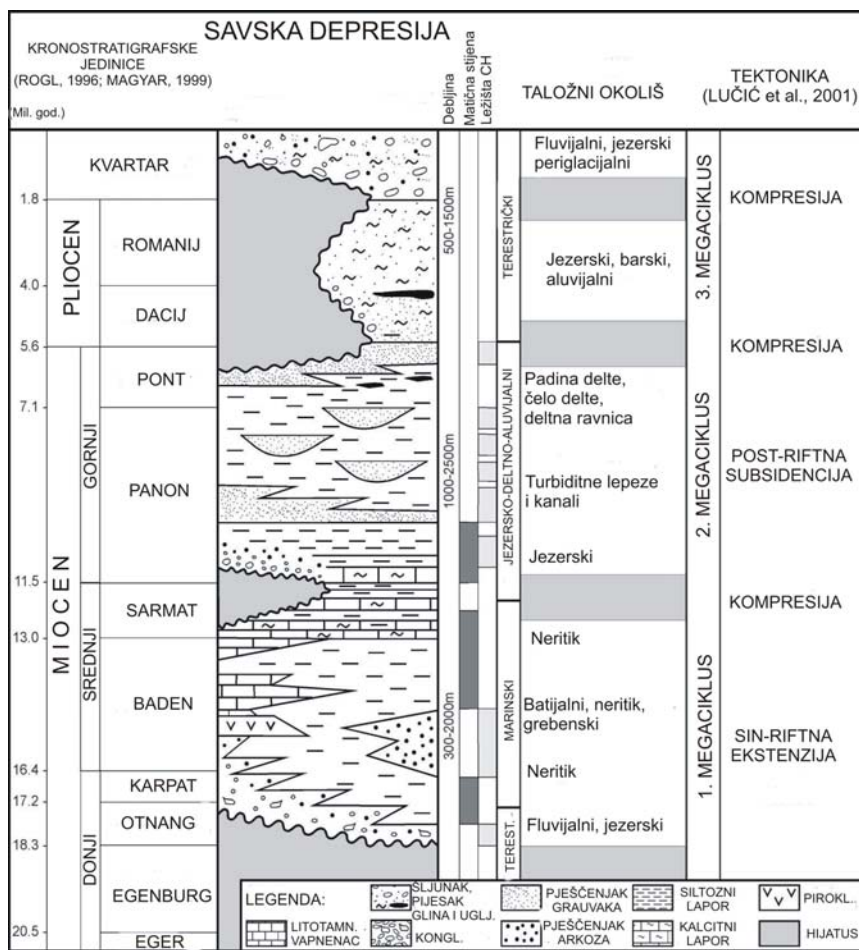 SAVSKA DEPRESIJA
KRONOSTRATIGRAFSKE
JEDINICE
(ROGL, 1996; MAGYAR, 1999)
(Mil. god.)
Debljina
Matična stijena
Ležišta CH
TALOŽNI OKOLIŠ
TEKTONIKA
(LUČIĆ et al., 2001)
KVARTAR
1.8
PLIOCEN
ROMANIJ
4.0
DACIJ
5.6
MIOCEN
GORNJI
PONT
7.1
PANON
11.5
SREDNJI
SARMAT
13.0
BADEN
16.4
DONJI
KARPAT
17.2
OTNANG
18.3
EGENBURG
20.5
EGER
500-1500m
1000-2500m
300-2000m
TERESTRIČKI
JEZERSKO-DELTNO-ALUVIJALNI
MARINSKI
TEREST. -
Fluvijalni, jezerski
periglacijalni
Jezerski, barski,
aluvijalni
Padina delte,
čelo delte,
deltna ravnica
Turbiditne lepeze
i kanali
Jezerski
Neritik
Batijalni, neritik,
grebenski
Neritik
Fluvijalni, jezerski
3. MEGACIKLUS
2. MEGACIKLUS
1. MEGACIKLUS
KOMPRESIJA
KOMPRESIJA
POST-RIFTNA
SUBSIDENCIJA
KOMPRESIJA
SIN-RIFTNA
EKSTENZIJA
LEGENDA:
ŠLJUNAK,
PIJESAK
GLINA I UGLJ.
PJEŠČENJAK
GRAUVAKA
SILTOZNI
LAPOR
PIROKL.
LITOTAMN.
VAPNENAC
KONGL.
PJEŠČENJAK
ARKOZA
KALCITNI
LAPOR
HIJATUS